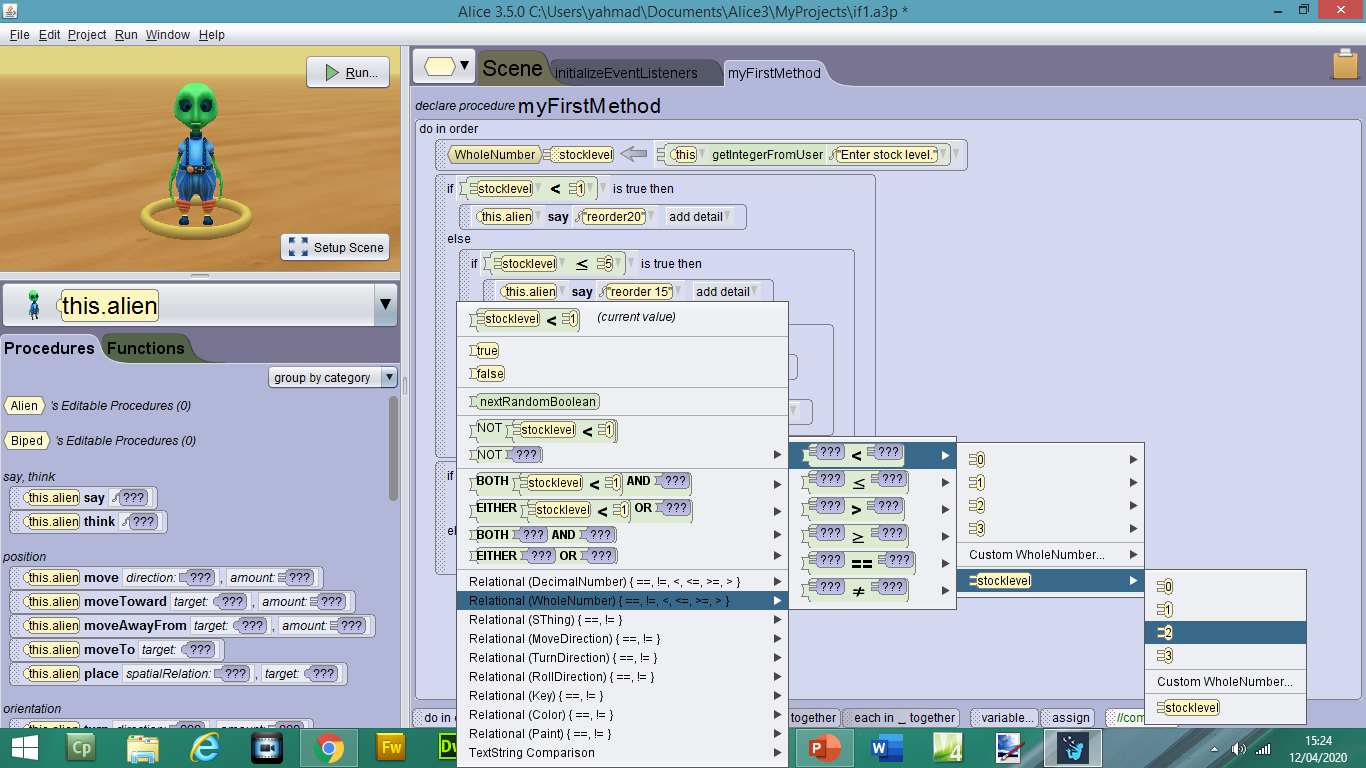 Alice 3.5.0 C:\Users\yahmad\Documents\Alice3\MyProjects\if1.a3p *
File Edit Project Run Window Help
Run...
Setup Scene
this.alien
Procedures Functions
group by category
Alien 's Editable Procedures (0)
Biped 's Editable Procedures (0)
say, think
this.alien say ???
this.alien think ???
position
this.alien move direction: ??? , amount: ???
this.alien moveToward target: ??? , amount: ???
this.alien moveAwayFrom target: ??? , amount: ???
this.alien moveTo target: ???
this.alien place spatialRelation: ??? , target: ???
orientation
Scene initializeEventListeners myFirstMethod
declare procedure myFirstMethod
do in order
WholeNumber stocklevel this getIntegerFromUser "Enter stock level."
if stocklevel < 1 is true then
this.alien say "reorder20" add detail
else
if stocklevel ≤ 5 is true then
this.alien say "reorder 15" add detail
if
stocklevel < 1 (current value)
true
false
nextRandomBoolean
NOT stocklevel < 1
NOT ???
BOTH stocklevel < 1 AND ???
EITHER stocklevel < 1 OR ???
BOTH ??? AND ???
EITHER ??? OR ???
Relational (DecimalNumber) { ==, !=, <, <=, >=, > }
Relational (WholeNumber) { ==, !=, <, <=, >=, > }
Relational (SThing) { ==, != }
Relational (MoveDirection) { ==, != }
Relational (TurnDirection) { ==, != }
Relational (RollDirection) { ==, != }
Relational (Key) { ==, != }
Relational (Color) { ==, != }
Relational (Paint) { ==, != }
TextString Comparison
??? < ???
??? ≤ ???
??? > ???
??? ≥ ???
??? == ???
??? ≠ ???
0
1
2
3
Custom WholeNumber...
stocklevel
0
1
2
3
Custom WholeNumber...
stocklevel
do in together each in _ together variable... assign //com
Cp Fw Dw P W 4
15:24
12/04/2020